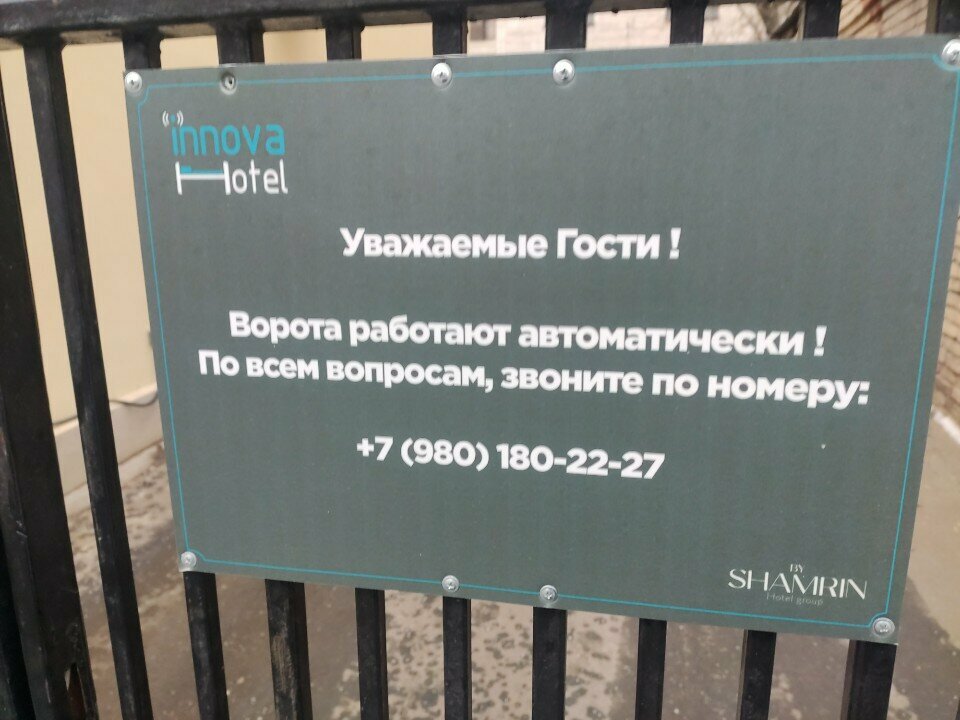 innova
Hotel
Уважаемые Гости !
Ворота работают автоматически !
По всем вопросам, звоните по номеру:
+7 (980) 180-22-27
BY
SHAMRIN
Hotel group